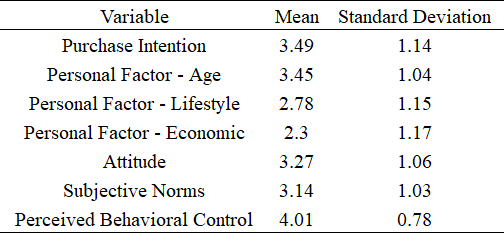 Variable Mean Standard Deviation
Purchase Intention 3.49 1.14
Personal Factor - Age 3.45 1.04
Personal Factor - Lifestyle 2.78 1.15
Personal Factor - Economic 2.3 1.17
Attitude 3.27 1.06
Subjective Norms 3.14 1.03
Perceived Behavioral Control 4.01 0.78